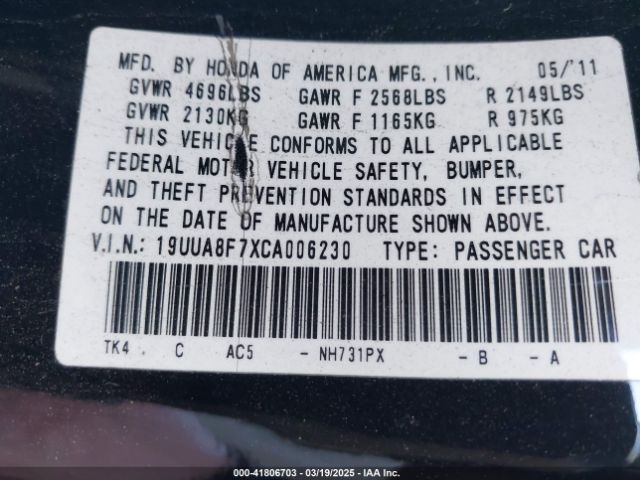 MFD. BY HONDA OF AMERICA MFG., INC. 05/'11
GVWR 4696LBS GAWR F 2568LBS R 2149LBS
GVWR 2130KG GAWR F 1165KG R 975KG
THIS VEHICLE CONFORMS TO ALL APPLICABLE
FEDERAL MOTOR VEHICLE SAFETY, BUMPER,
AND THEFT PREVENTION STANDARDS IN EFFECT
ON THE DATE OF MANUFACTURE SHOWN ABOVE.
V.I.N.: 19UUA8F7XCA006230 TYPE: PASSENGER CAR
TK4 C AC5 - NH731PX - B - A
000-41806703 - 03/19/2025 - IAA Inc.